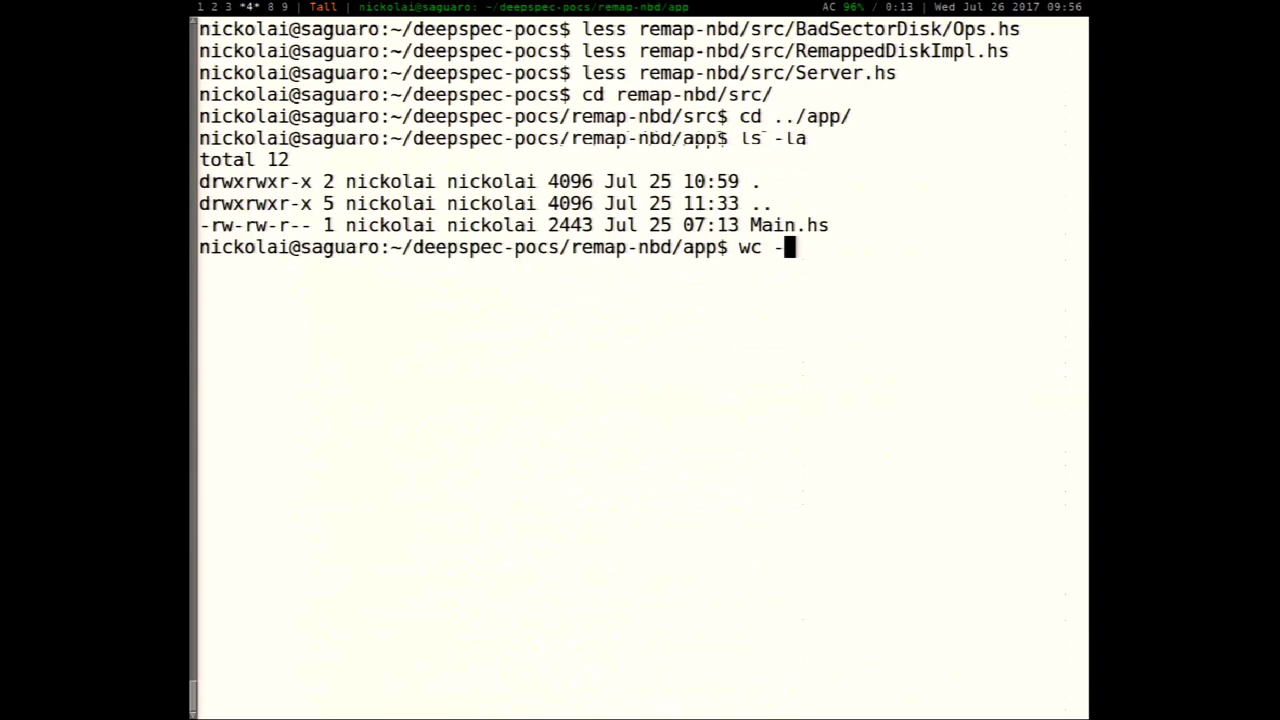 1 2 3 *4* 8 9 | Tall | nickolai@saguaro: ~/deepspec-pocs/remap-nbd/app AC 96% / 0:13 | Wed Jul 26 2017 09:56
nickolai@saguaro:~/deepspec-pocs$ less remap-nbd/src/BadSectorDisk/Ops.hs
nickolai@saguaro:~/deepspec-pocs$ less remap-nbd/src/RemappedDiskImpl.hs
nickolai@saguaro:~/deepspec-pocs$ less remap-nbd/src/Server.hs
nickolai@saguaro:~/deepspec-pocs$ cd remap-nbd/src/
nickolai@saguaro:~/deepspec-pocs/remap-nbd/src$ cd ../app/
nickolai@saguaro:~/deepspec-pocs/remap-nbd/app$ ls -la
total 12
drwxrwxr-x 2 nickolai nickolai 4096 Jul 25 10:59 .
drwxrwxr-x 5 nickolai nickolai 4096 Jul 25 11:33 ..
-rw-rw-r-- 1 nickolai nickolai 2443 Jul 25 07:13 Main.hs
nickolai@saguaro:~/deepspec-pocs/remap-nbd/app$ wc -